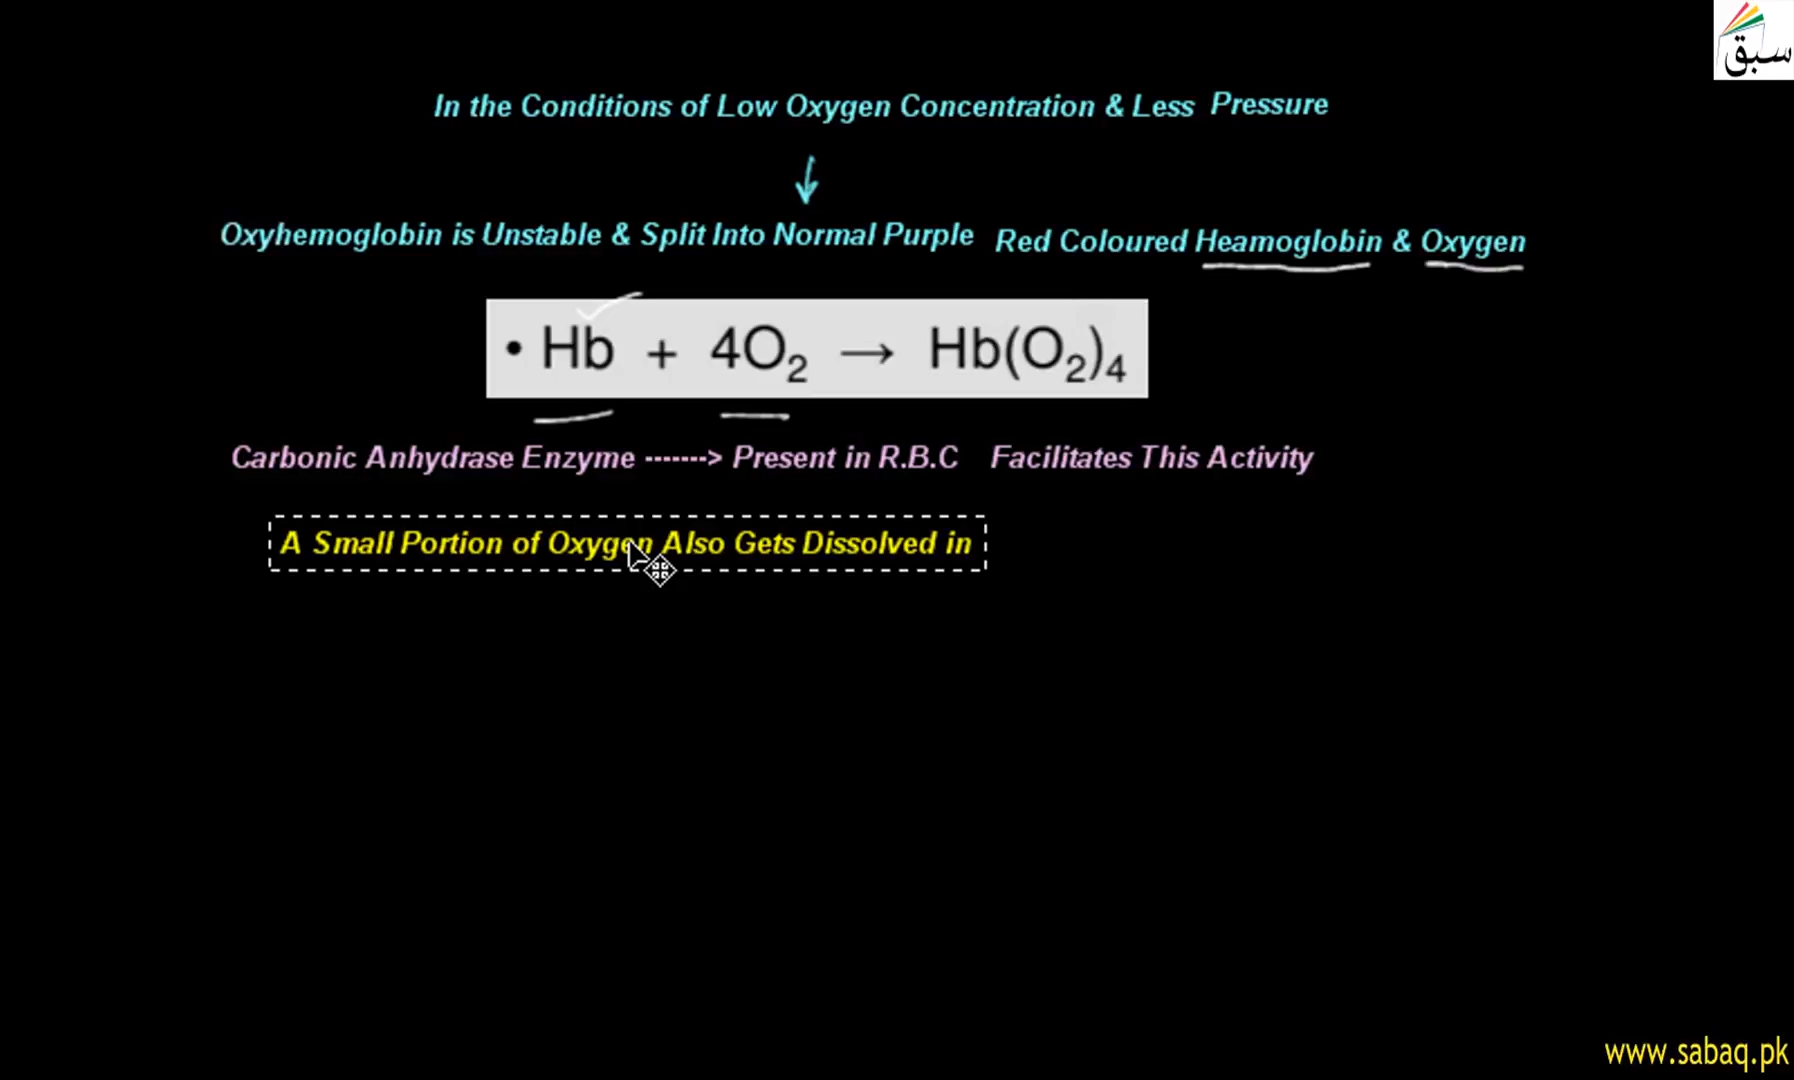 سبق
In the Conditions of Low Oxygen Concentration & Less Pressure
Oxyhemoglobin is Unstable & Split Into Normal Purple Red Coloured Heamoglobin & Oxygen
• Hb + 4O₂ → Hb(O₂)₄
Carbonic Anhydrase Enzyme -------> Present in R.B.C Facilitates This Activity
A Small Portion of Oxygen Also Gets Dissolved in
www.sabaq.pk